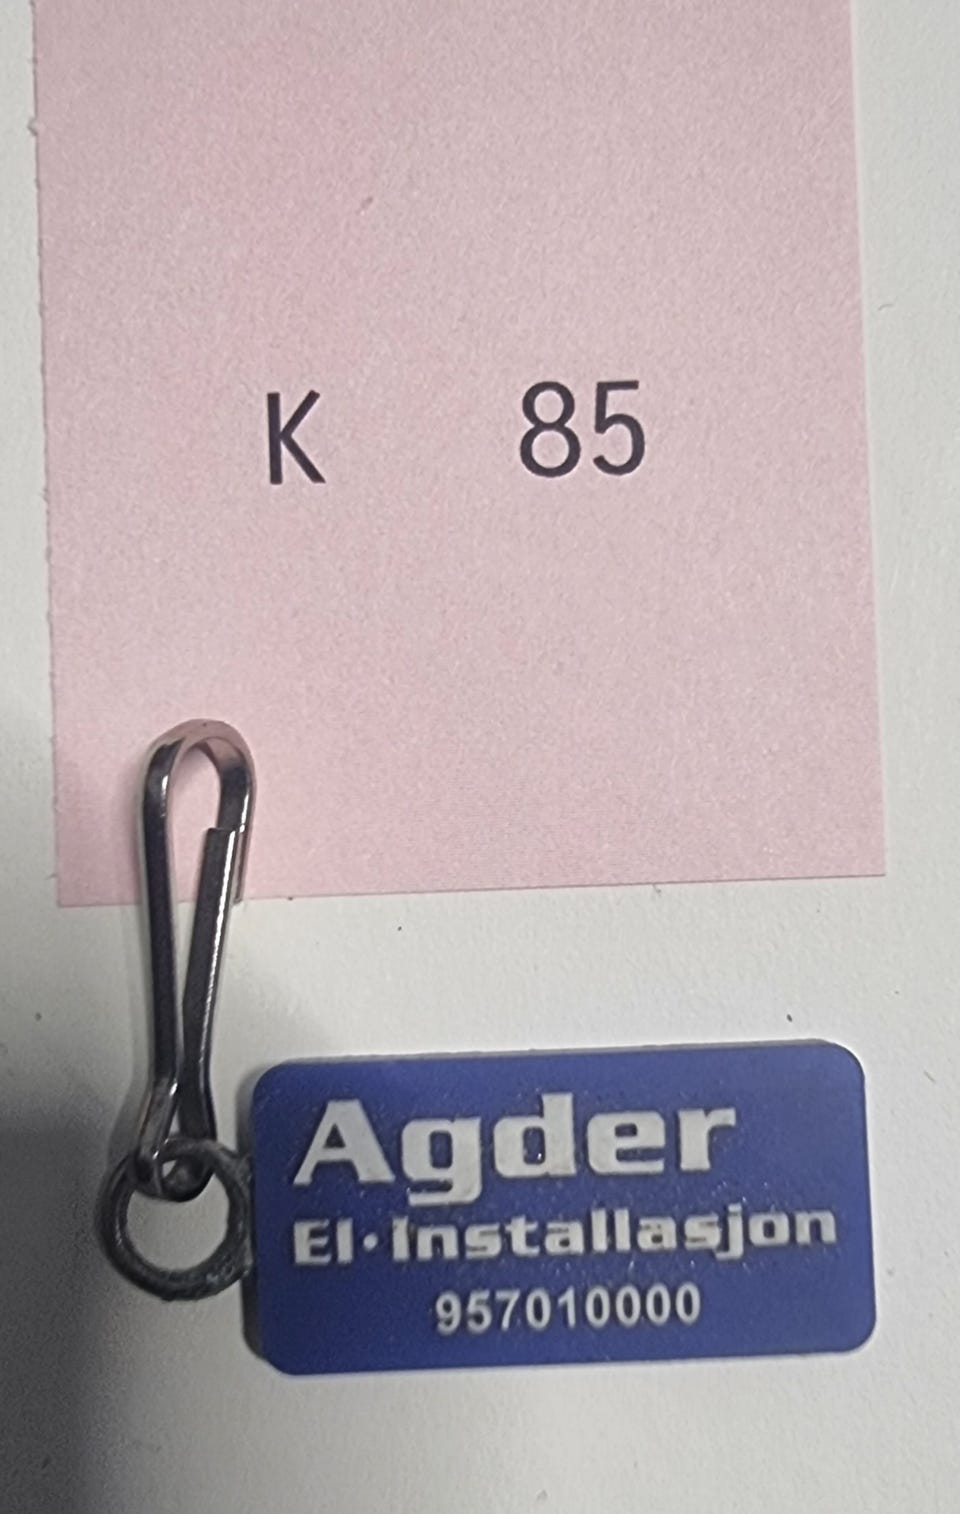 K 85
Agder
El·Installasjon
957010000